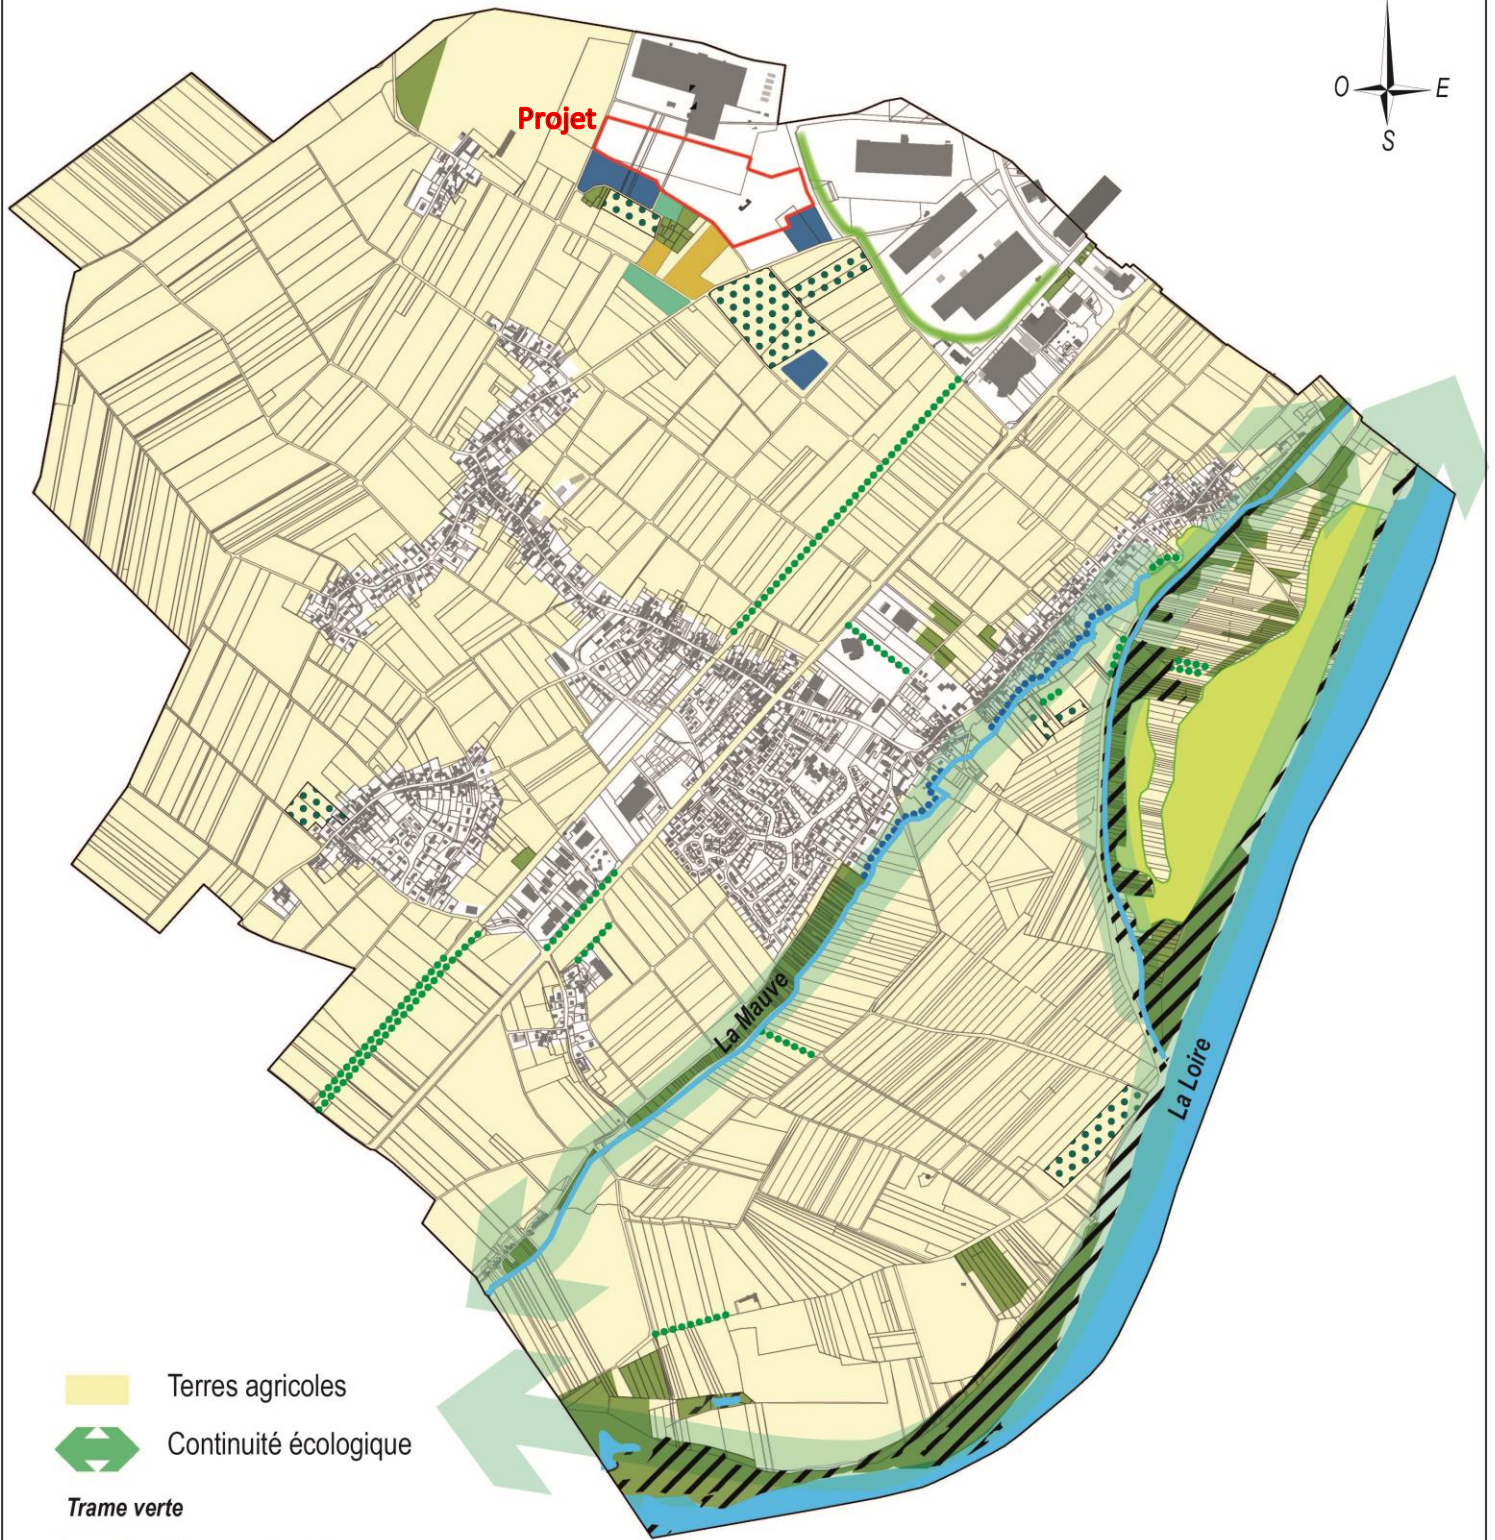 O E
S
Projet
La Mauve
La Loire
Terres agricoles
Continuité écologique
Trame verte